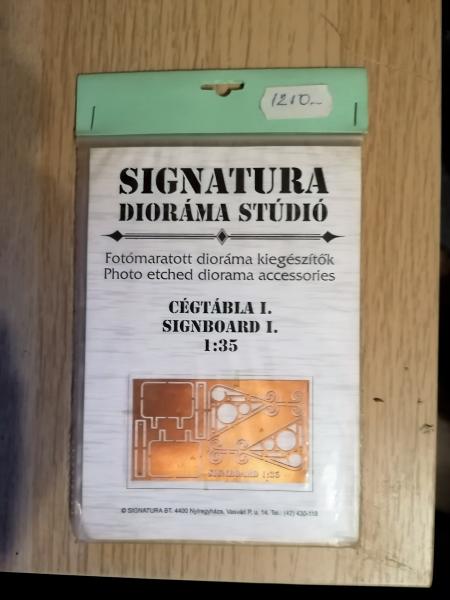 1210.-
SIGNATURA
DIORÁMA STÚDIÓ
Fotómaratott dioráma kiegészítők
Photo etched diorama accessories
CÉGTÁBLA I.
SIGNBOARD I.
1:35
SIGNBOARD 1:35
© SIGNATURA BT. 4400 Nyíregyháza, Vasvári P. u. 14. Tel.: (42) 430-118